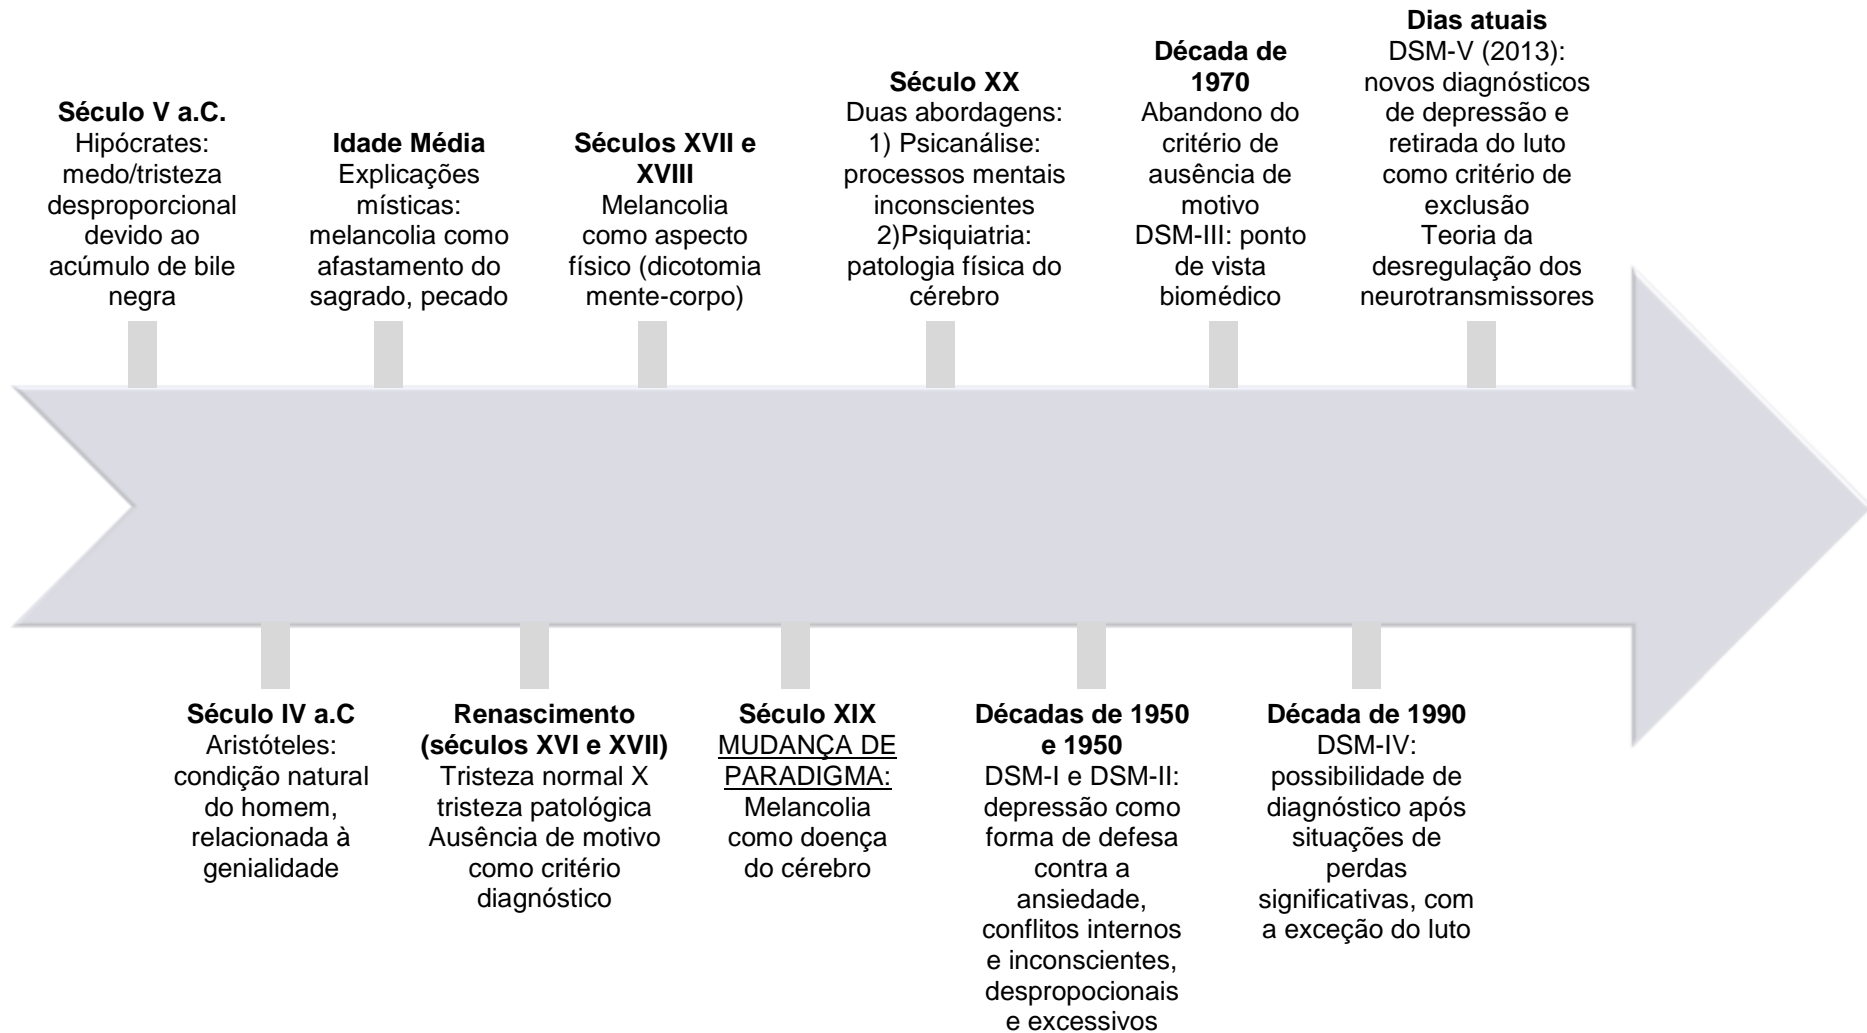 Século V a.C.
Hipócrates:
medo/tristeza
desproporcional
devido ao
acúmulo de bile
negra
Idade Média
Explicações
místicas:
melancolia como
afastamento do
sagrado, pecado
Séculos XVII e
XVIII
Melancolia
como aspecto
físico (dicotomia
mente-corpo)
Século XX
Duas abordagens:
1) Psicanálise:
processos mentais
inconscientes
2)Psiquiatria:
patologia física do
cérebro
Década de
1970
Abandono do
critério de
ausência de
motivo
DSM-III: ponto
de vista
biomédico
Dias atuais
DSM-V (2013):
novos diagnósticos
de depressão e
retirada do luto
como critério de
exclusão
Teoria da
desregulação dos
neurotransmissores
Século IV a.C
Aristóteles:
condição natural
do homem,
relacionada à
genialidade
Renascimento
(séculos XVI e XVII)
Tristeza normal X
tristeza patológica
Ausência de motivo
como critério
diagnóstico
Século XIX
MUDANÇA DE
PARADIGMA:
Melancolia
como doença
do cérebro
Décadas de 1950
e 1950
DSM-I e DSM-II:
depressão como
forma de defesa
contra a
ansiedade,
conflitos internos
e inconscientes,
despropocionais
e excessivos
Década de 1990
DSM-IV:
possibilidade de
diagnóstico após
situações de
perdas
significativas, com
a exceção do luto